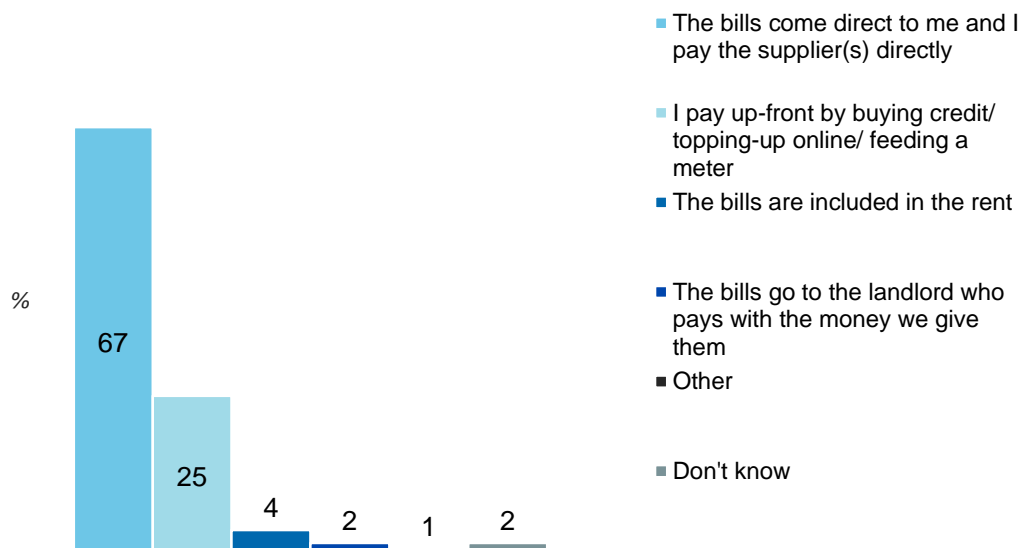 The bills come direct to me and I
pay the supplier(s) directly
I pay up-front by buying credit/
topping-up online/ feeding a
meter
The bills are included in the rent
The bills go to the landlord who
pays with the money we give
them
Other
Don't know
%
67
25
4
2
1
2